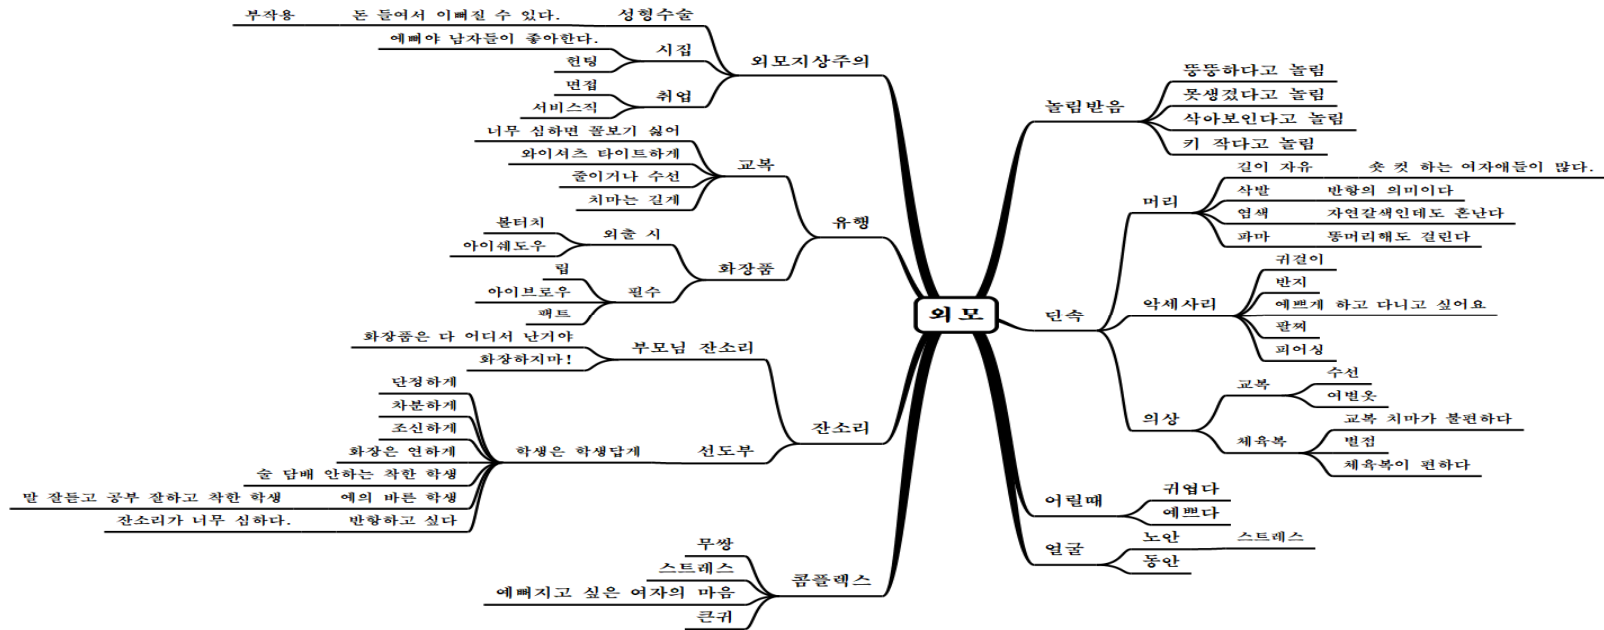 외모
외모지상주의
성형수술
돈 들여서 이뻐질 수 있다.
부작용
시집
예뻐야 남자들이 좋아한다.
헌팅
취업
면접
서비스직
유행
교복
너무 심하면 꼴보기 싫어
와이셔츠 타이트하게
줄이거나 수선
치마는 길게
화장품
외출 시
볼터치
아이쉐도우
필수
립
아이브로우
팩트
잔소리
부모님 잔소리
화장품은 다 어디서 난거야
화장하지마!
선도부
학생은 학생답게
단정하게
차분하게
조신하게
화장은 연하게
술 담배 안하는 착한 학생
예의 바른 학생
말 잘듣고 공부 잘하고 착한 학생
반항하고 싶다
잔소리가 너무 심하다.
콤플렉스
무쌍
스트레스
예뻐지고 싶은 여자의 마음
큰귀
놀림받음
뚱뚱하다고 놀림
못생겼다고 놀림
삭아보인다고 놀림
키 작다고 놀림
단속
머리
길이 자유
숏 컷 하는 여자애들이 많다.
삭발
반항의 의미이다
염색
자연갈색인데도 혼난다
파마
똥머리해도 걸린다
악세사리
귀걸이
반지
예쁘게 하고 다니고 싶어요
팔찌
피어싱
의상
교복
수선
어벌옷
체육복
교복 치마가 불편하다
벌점
체육복이 편하다
어릴때
귀엽다
예쁘다
얼굴
노안
스트레스
동안